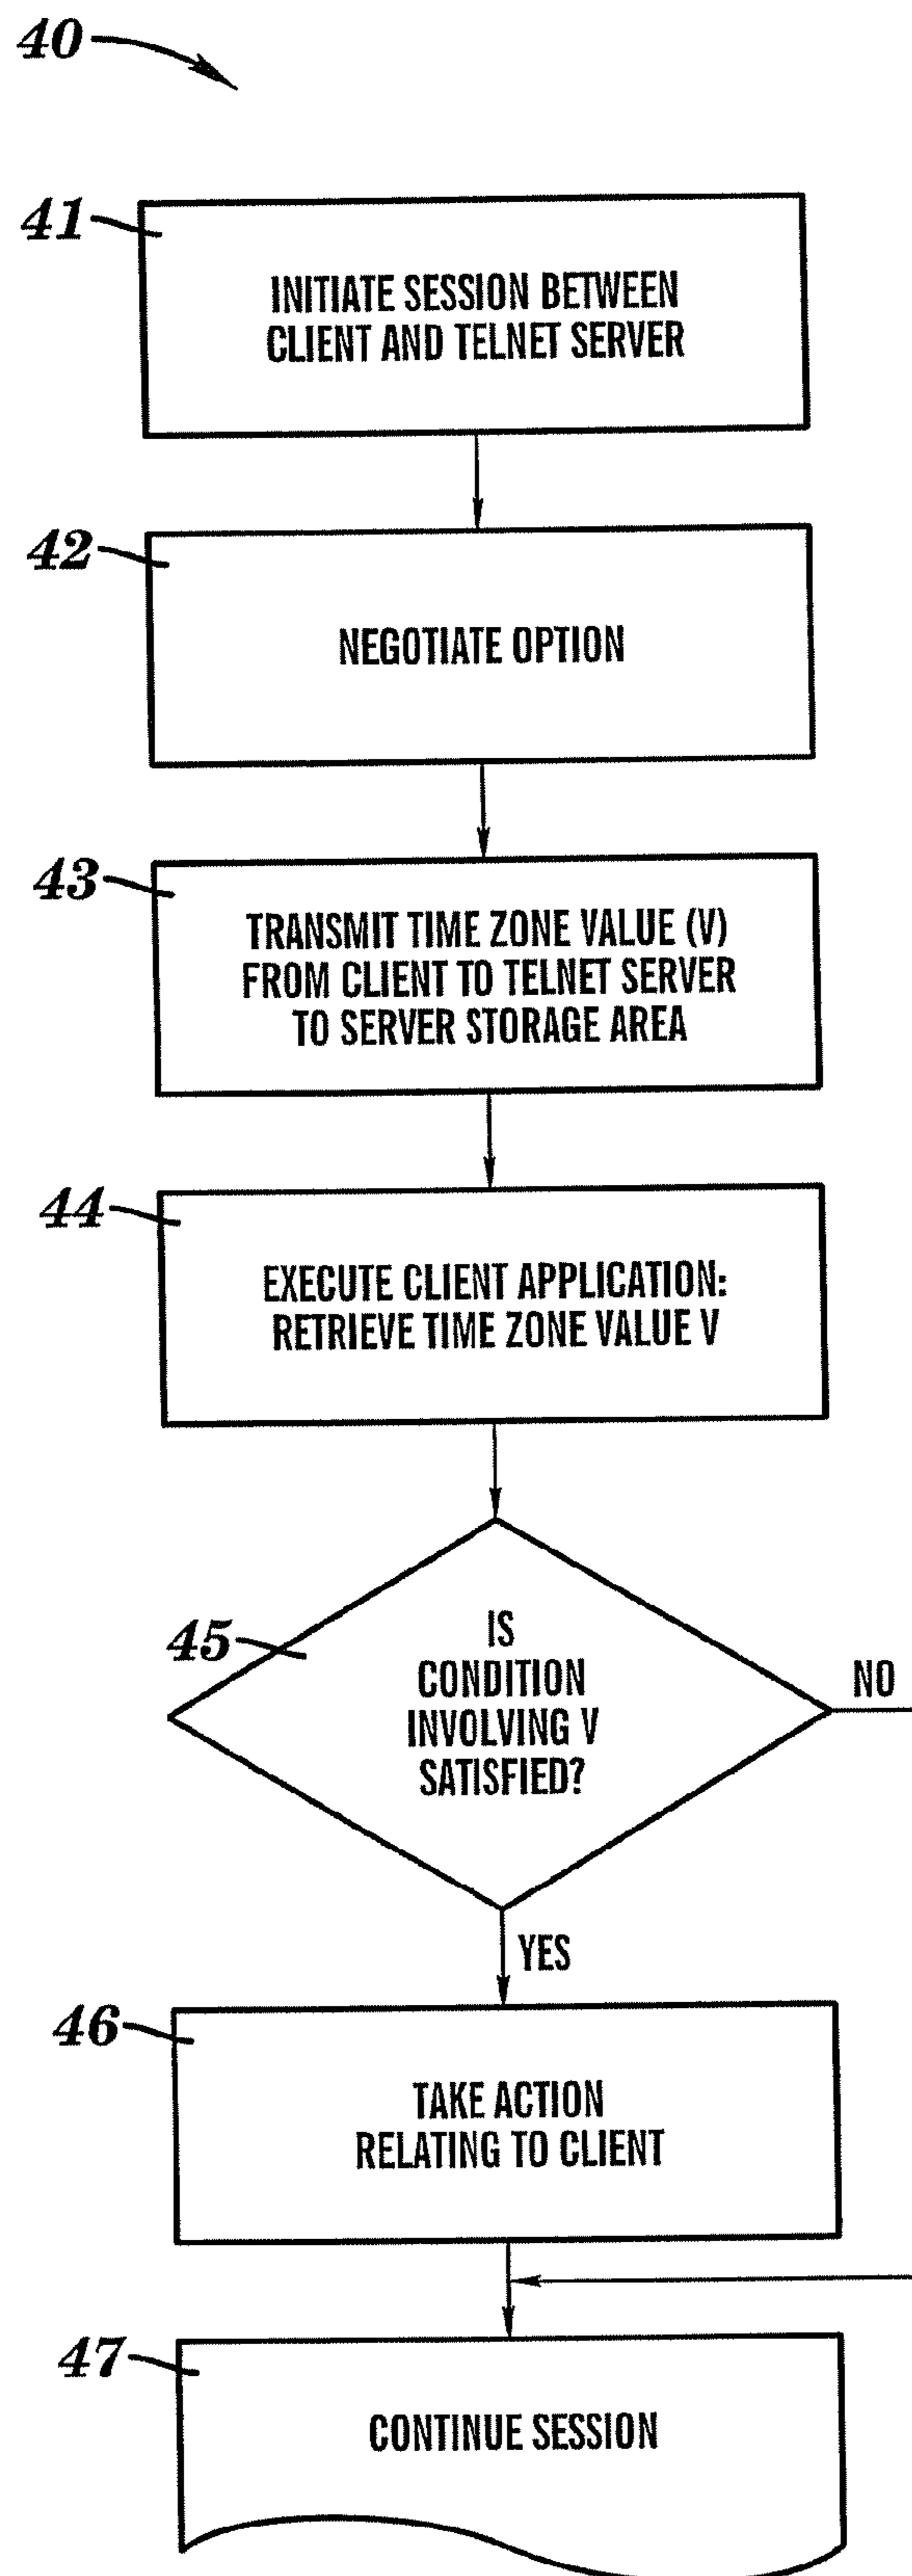 40
41
INITIATE SESSION BETWEEN
CLIENT AND TELNET SERVER
42
NEGOTIATE OPTION
43
TRANSMIT TIME ZONE VALUE (V)
FROM CLIENT TO TELNET SERVER
TO SERVER STORAGE AREA
44
EXECUTE CLIENT APPLICATION:
RETRIEVE TIME ZONE VALUE V
45
IS
CONDITION
INVOLVING V
SATISFIED?
NO
YES
46
TAKE ACTION
RELATING TO CLIENT
47
CONTINUE SESSION